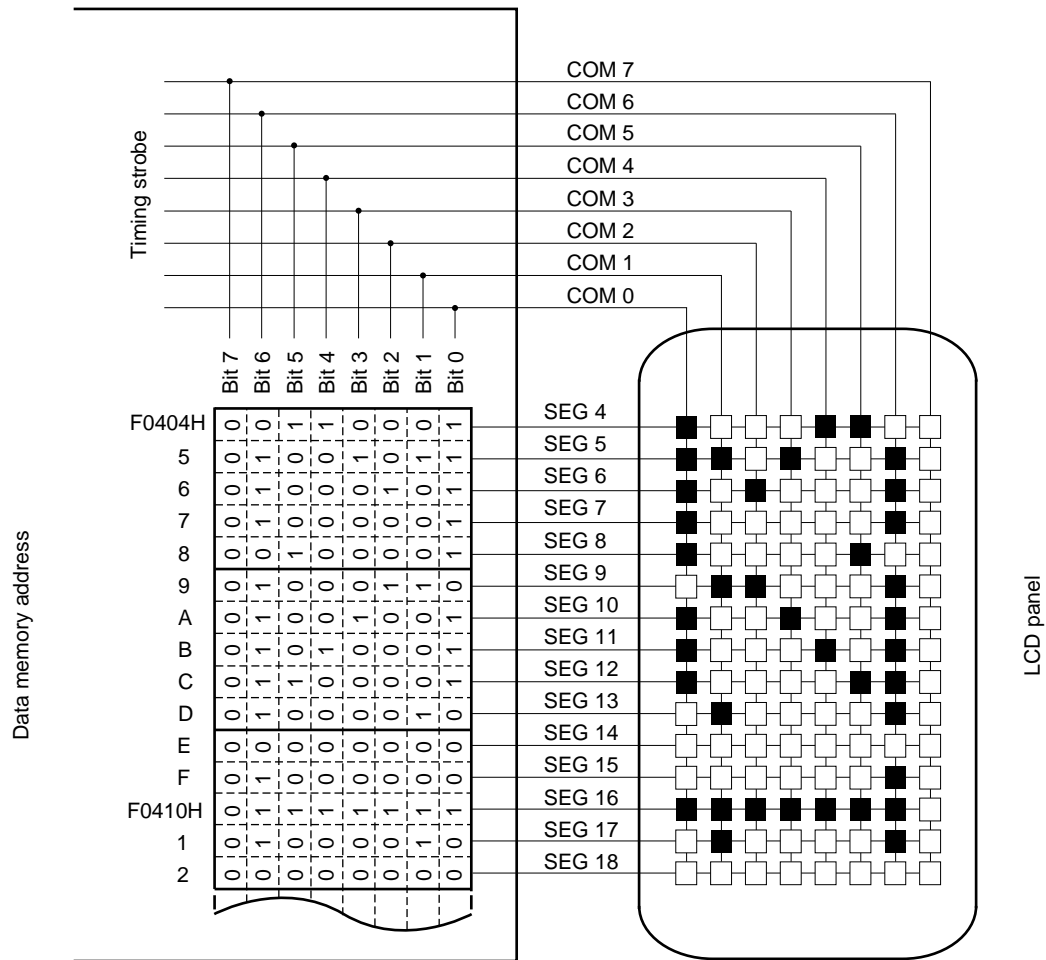 COM 7
COM 6
COM 5
COM 4
COM 3
COM 2
COM 1
COM 0
Timing strobe
Bit 7 Bit 6 Bit 5 Bit 4 Bit 3 Bit 2 Bit 1 Bit 0
F0404H 0 0 1 1 0 0 0 1 SEG 4
5 0 1 0 0 1 0 1 1 SEG 5
6 0 1 0 0 0 1 0 1 SEG 6
7 0 1 0 0 0 0 0 1 SEG 7
8 0 0 1 0 0 0 0 1 SEG 8
9 0 1 0 0 0 1 1 0 SEG 9
A 0 1 0 0 1 0 0 1 SEG 10
B 0 1 0 1 0 0 0 1 SEG 11
C 0 1 1 0 0 0 0 1 SEG 12
D 0 1 0 0 0 0 1 0 SEG 13
E 0 0 0 0 0 0 0 0 SEG 14
F 0 1 0 0 0 0 0 0 SEG 15
F0410H 0 1 1 1 1 1 1 1 SEG 16
1 0 1 0 0 0 0 1 0 SEG 17
2 0 0 0 0 0 0 0 0 SEG 18
Data memory address
LCD panel